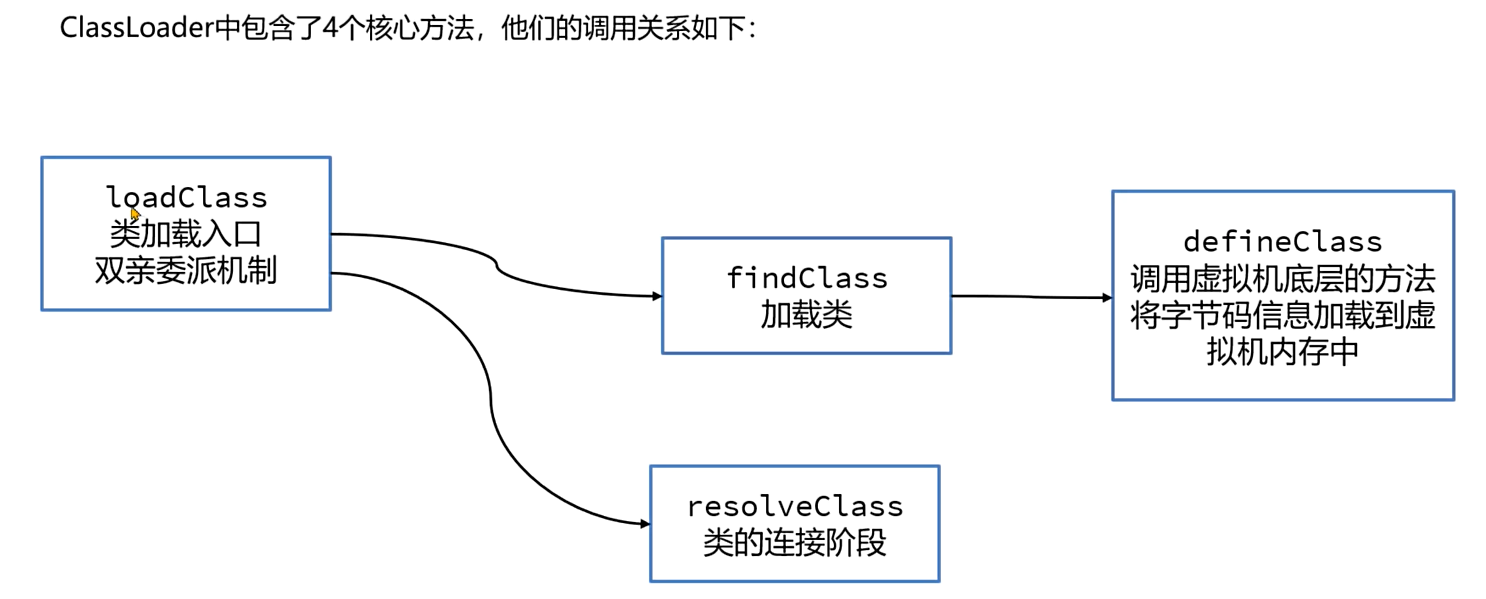 ClassLoader中包含了4个核心方法，他们的调用关系如下：
loadClass
类加载入口
双亲委派机制
findClass
加载类
defineClass
调用虚拟机底层的方法
将字节码信息加载到虚
拟机内存中
resolveClass
类的连接阶段